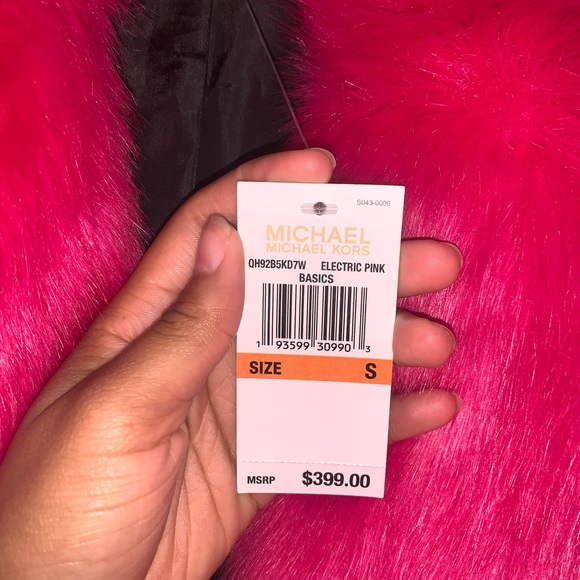 S043-0006
MICHAEL
MICHAEL KORS
QH92B5KD7W ELECTRIC PINK
BASICS
1 93599 30990 3
SIZE S
MSRP $399.00